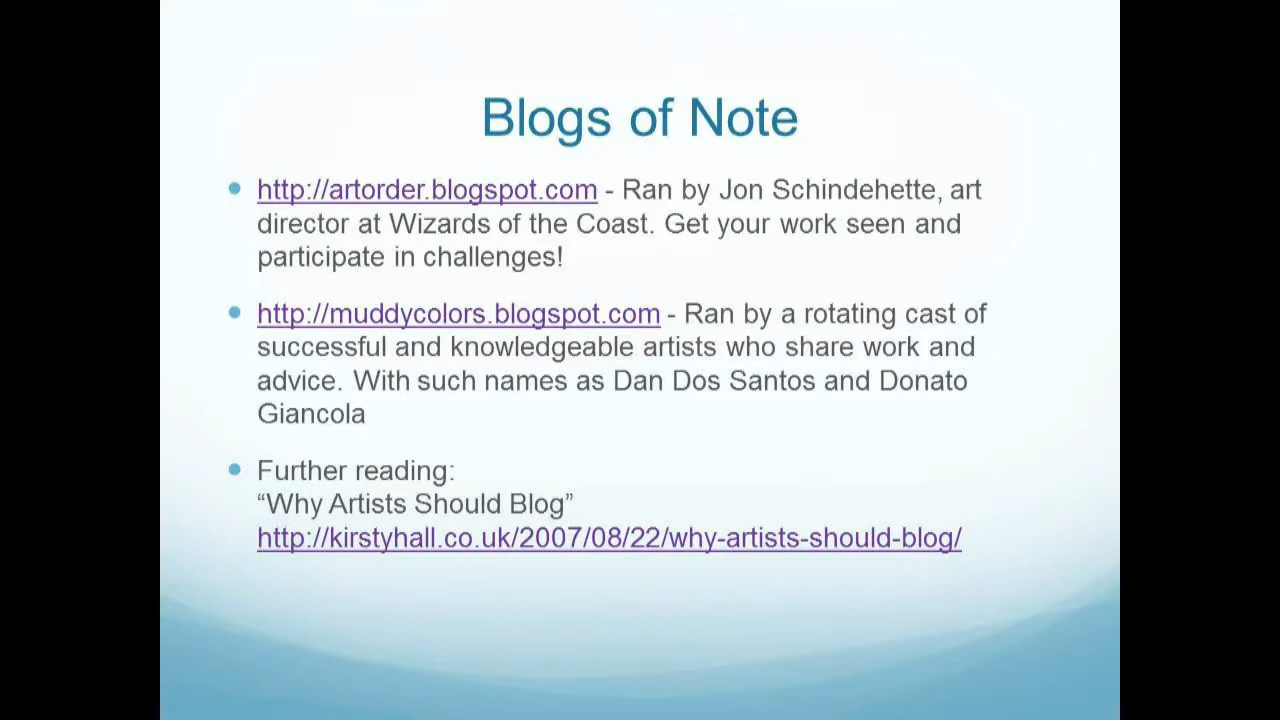 Blogs of Note
http://artorder.blogspot.com - Ran by Jon Schindehette, art
director at Wizards of the Coast. Get your work seen and
participate in challenges!
http://muddycolors.blogspot.com - Ran by a rotating cast of
successful and knowledgeable artists who share work and
advice. With such names as Dan Dos Santos and Donato
Giancola
Further reading:
“Why Artists Should Blog”
http://kirstyhall.co.uk/2007/08/22/why-artists-should-blog/